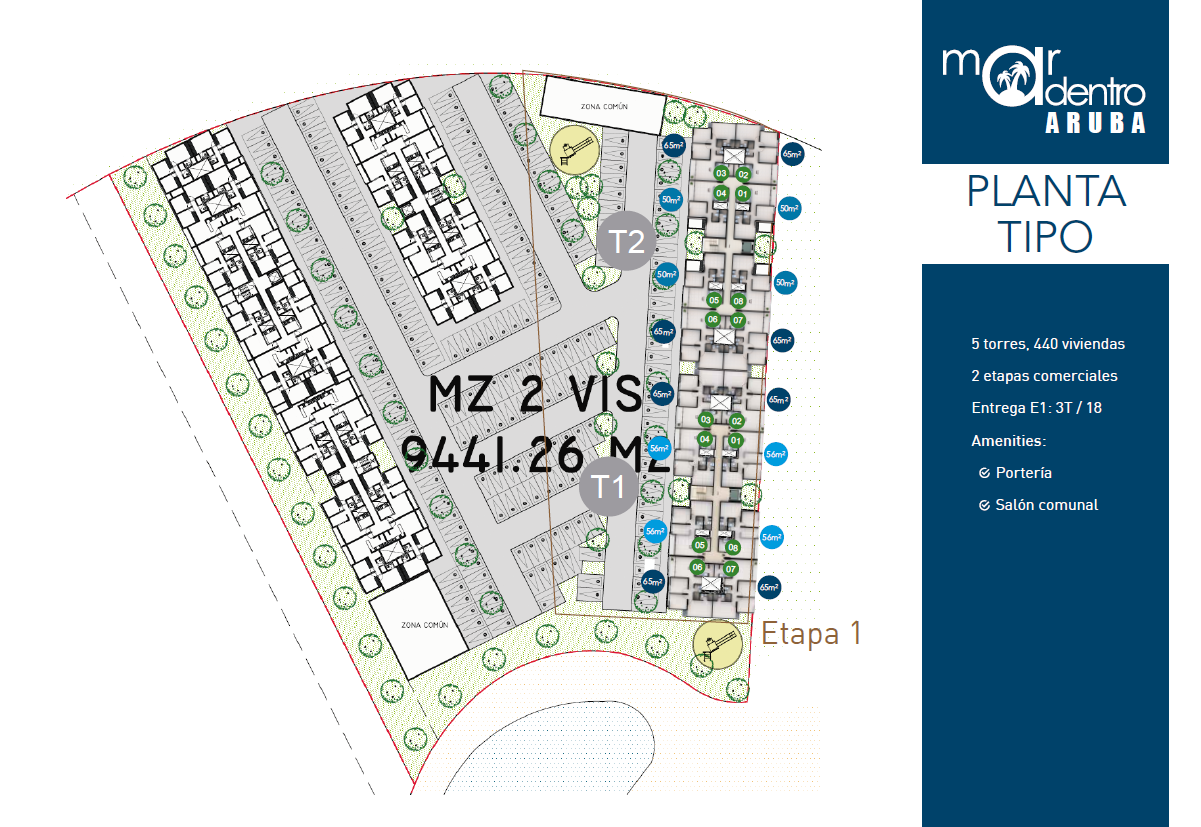 mar
dentro
ARUBA
PLANTA
TIPO
5 torres, 440 viviendas
2 etapas comerciales
Entrega E1: 3T / 18
Amenities:
Portería
Salón comunal
ZONA COMÚN
65m²
65m²
03
02
04
01
50m²
50m²
T2
50m²
50m²
05
08
06
07
65m²
65m²
MZ 2 VIS
9441.26 M2
65m²
65m²
03
02
04
01
56m²
56m²
T1
56m²
56m²
05
08
06
07
65m²
65m²
ZONA COMÚN
Etapa 1